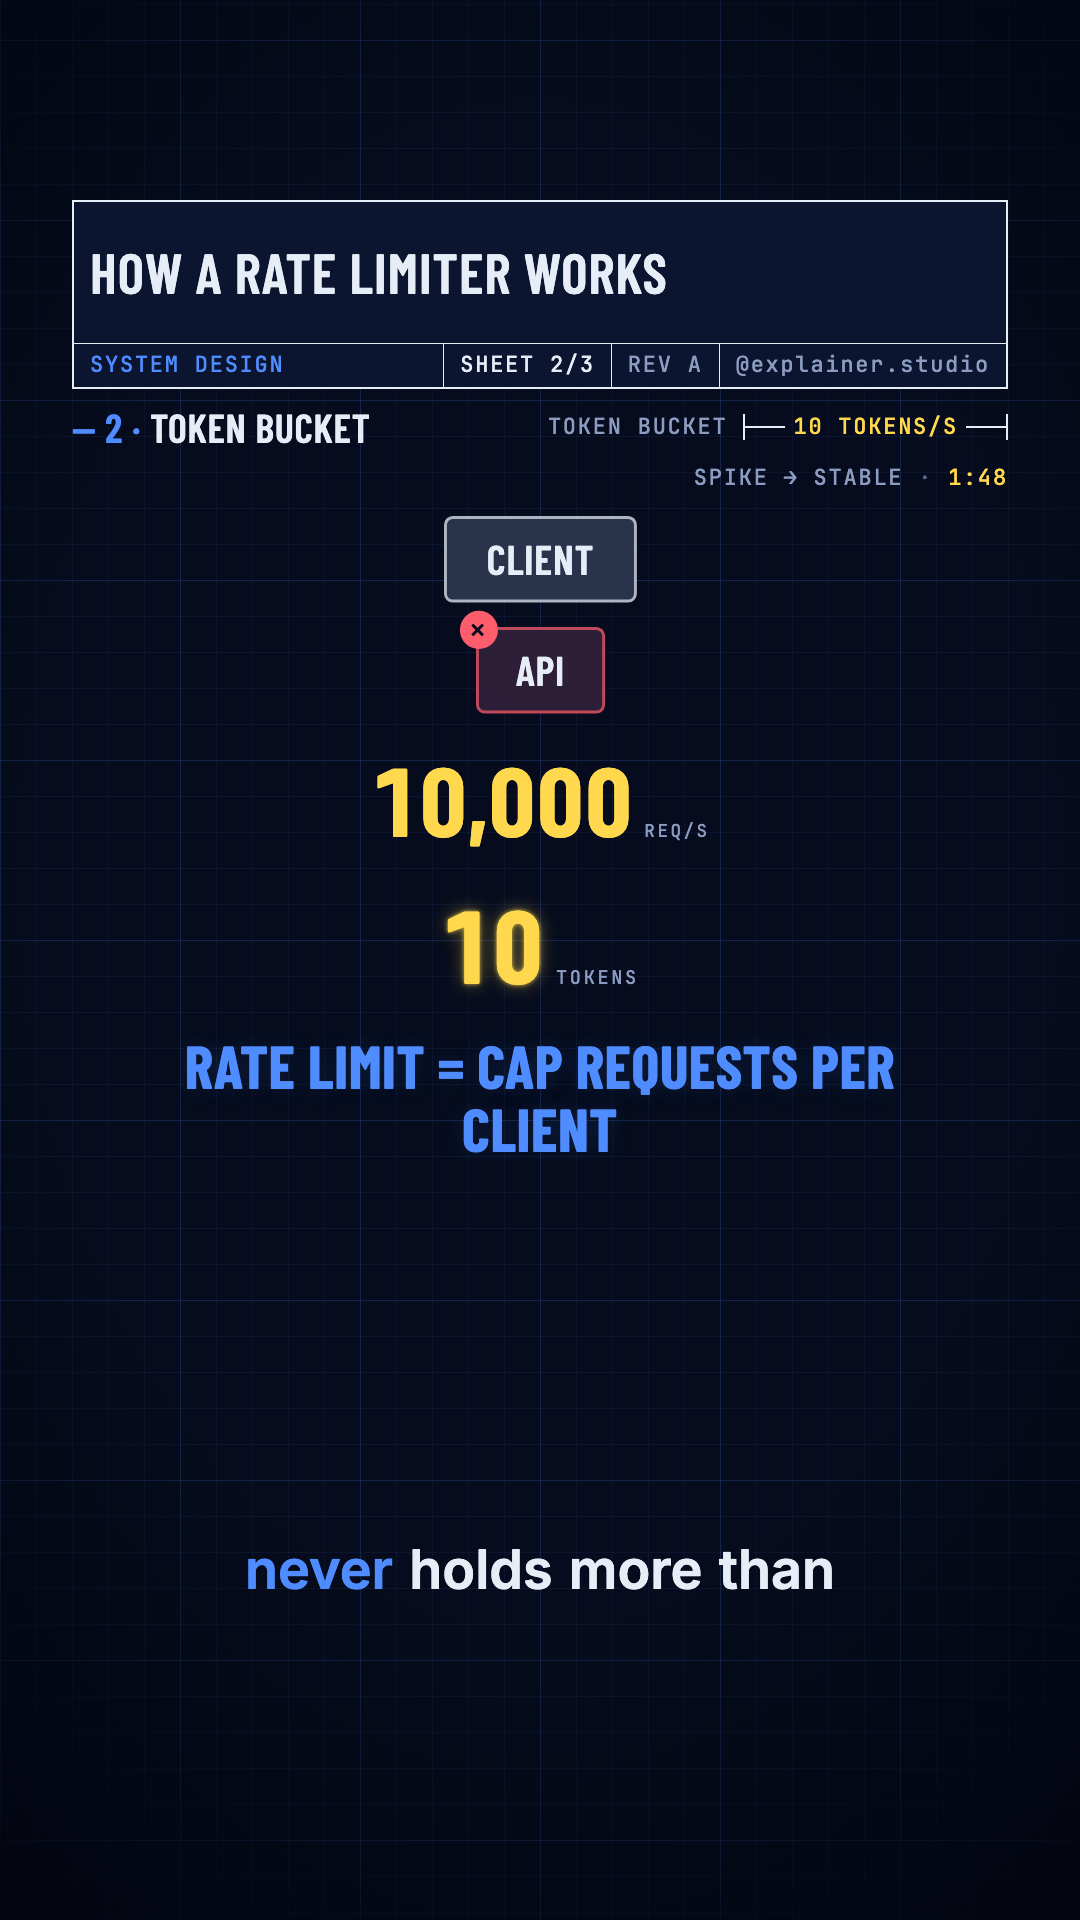 HOW A RATE LIMITER WORKS
SYSTEM DESIGN SHEET 2/3 REV A @explainer.studio
— 2 · TOKEN BUCKET
TOKEN BUCKET 10 TOKENS/S
SPIKE → STABLE · 1:48
CLIENT
×
API
10,000 REQ/S
10 TOKENS
RATE LIMIT = CAP REQUESTS PER
CLIENT
never holds more than